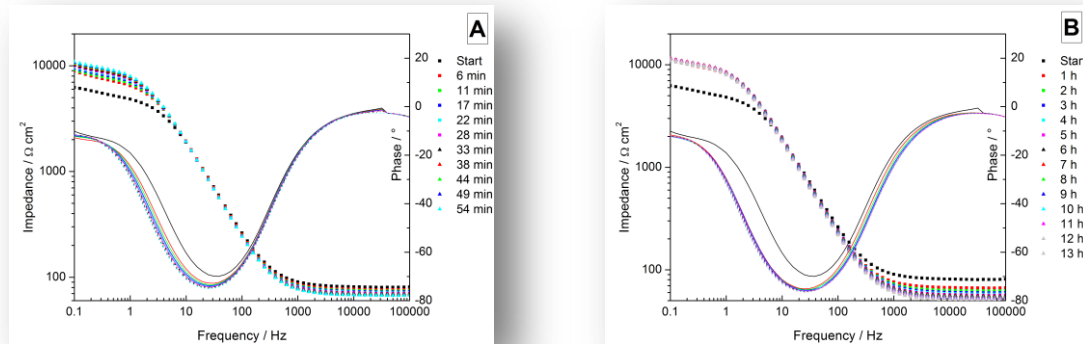 A
Impedance / Ω cm²
10000
1000
100
20
0
-20
-40
-60
-80
Phase / °
0.1 1 10 100 1000 10000 100000
Frequency / Hz
Start
6 min
11 min
17 min
22 min
28 min
33 min
38 min
44 min
49 min
54 min
B
Impedance / Ω cm²
10000
1000
100
20
0
-20
-40
-60
-80
Phase / °
0.1 1 10 100 1000 10000 100000
Frequency / Hz
Start
1 h
2 h
3 h
4 h
5 h
6 h
7 h
8 h
9 h
10 h
11 h
12 h
13 h